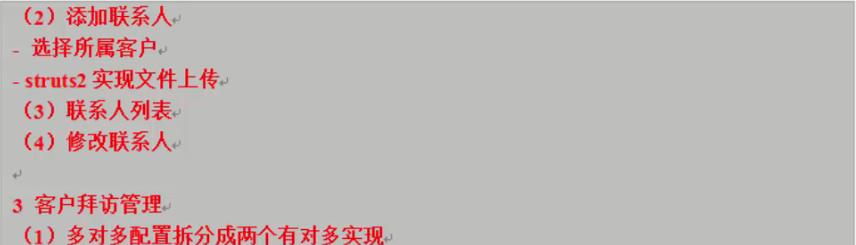 （2）添加联系人
- 选择所属客户
- struts2 实现文件上传
（3）联系人列表
（4）修改联系人
3 客户拜访管理
（1）多对多配置拆分成两个有对多实现